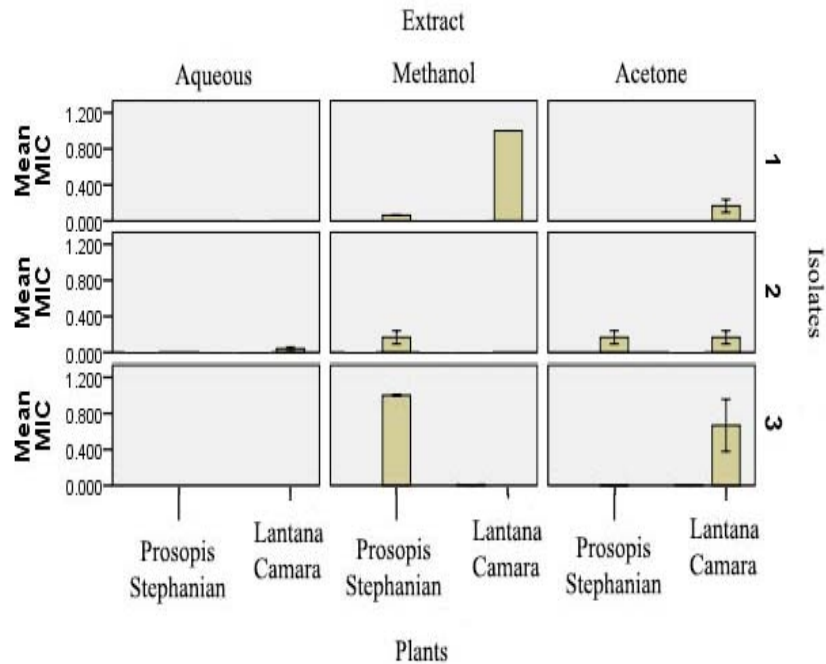 Extract
Aqueous Methanol Acetone
Mean MIC
1.200
0.800
0.400
0.000
1
Mean MIC
1.200
0.800
0.400
0.000
2
Isolates
Mean MIC
1.200
0.800
0.400
0.000
3
Prosopis Stephanian
Lantana Camara
Prosopis Stephanian
Lantana Camara
Prosopis Stephanian
Lantana Camara
Plants